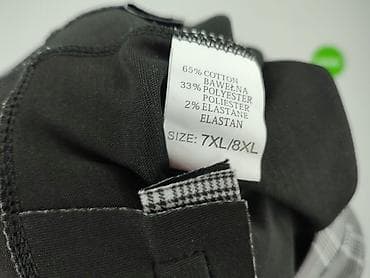 65% COTTON
BAWEŁNA
33% POLYESTER
POLIESTER
2% ELASTANE
ELASTAN
SIZE: 7XL/8XL